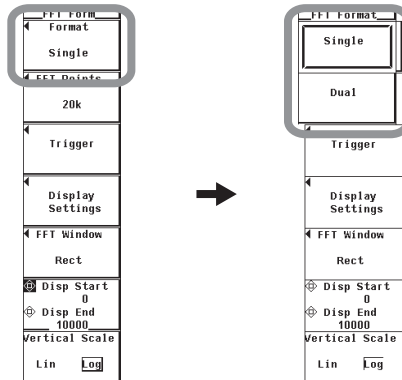 FFT Form
Format
Single
FFT Points
20k
Trigger
Display
Settings
FFT Window
Rect
Disp Start
0
Disp End
10000
Vertical Scale
Lin Log
FFT Format
Single
Dual
Trigger
Display
Settings
FFT Window
Rect
Disp Start
0
Disp End
10000
Vertical Scale
Lin Log